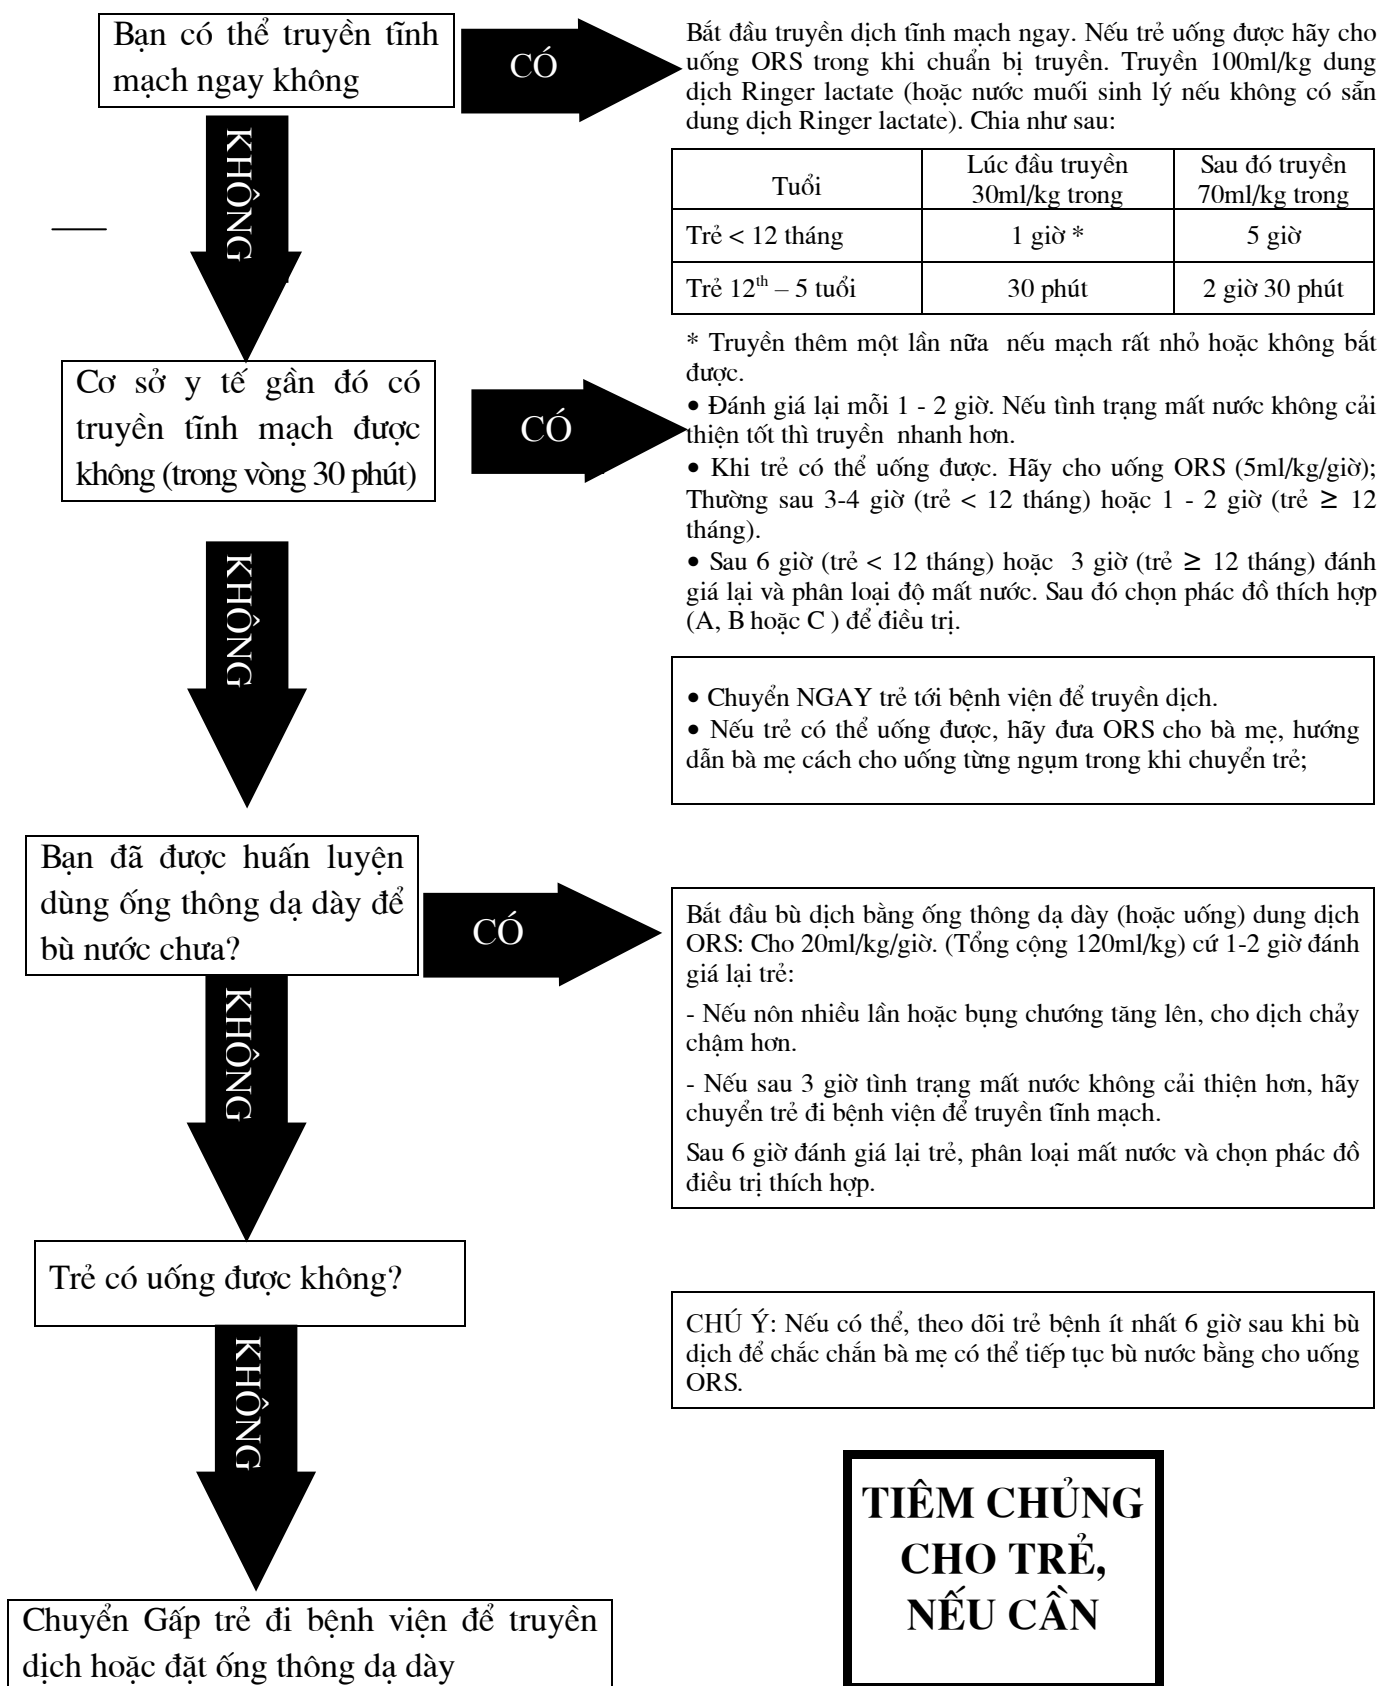 Bạn có thể truyền tĩnh
mạch ngay không
CÓ
Bắt đầu truyền dịch tĩnh mạch ngay. Nếu trẻ uống được hãy cho
uống ORS trong khi chuẩn bị truyền. Truyền 100ml/kg dung
dịch Ringer lactate (hoặc nước muối sinh lý nếu không có sẵn
dung dịch Ringer lactate). Chia như sau:
KHÔNG
Tuổi
Lúc đầu truyền
30ml/kg trong
Sau đó truyền
70ml/kg trong
Trẻ < 12 tháng
1 giờ *
5 giờ
Trẻ 12th – 5 tuổi
30 phút
2 giờ 30 phút
* Truyền thêm một lần nữa nếu mạch rất nhỏ hoặc không bắt
được.
• Đánh giá lại mỗi 1 - 2 giờ. Nếu tình trạng mất nước không cải
thiện tốt thì truyền nhanh hơn.
• Khi trẻ có thể uống được. Hãy cho uống ORS (5ml/kg/giờ);
Thường sau 3-4 giờ (trẻ < 12 tháng) hoặc 1 - 2 giờ (trẻ ≥ 12
tháng).
• Sau 6 giờ (trẻ < 12 tháng) hoặc 3 giờ (trẻ ≥ 12 tháng) đánh
giá lại và phân loại độ mất nước. Sau đó chọn phác đồ thích hợp
(A, B hoặc C ) để điều trị.
Cơ sở y tế gần đó có
truyền tĩnh mạch được
không (trong vòng 30 phút)
CÓ
KHÔNG
• Chuyển NGAY trẻ tới bệnh viện để truyền dịch.
• Nếu trẻ có thể uống được, hãy đưa ORS cho bà mẹ, hướng
dẫn bà mẹ cách cho uống từng ngụm trong khi chuyển trẻ;
Bạn đã được huấn luyện
dùng ống thông dạ dày để
bù nước chưa?
CÓ
Bắt đầu bù dịch bằng ống thông dạ dày (hoặc uống) dung dịch
ORS: Cho 20ml/kg/giờ. (Tổng cộng 120ml/kg) cứ 1-2 giờ đánh
giá lại trẻ:
- Nếu nôn nhiều lần hoặc bụng chướng tăng lên, cho dịch chảy
chậm hơn.
- Nếu sau 3 giờ tình trạng mất nước không cải thiện hơn, hãy
chuyển trẻ đi bệnh viện để truyền tĩnh mạch.
Sau 6 giờ đánh giá lại trẻ, phân loại mất nước và chọn phác đồ
điều trị thích hợp.
KHÔNG
Trẻ có uống được không?
CHÚ Ý: Nếu có thể, theo dõi trẻ bệnh ít nhất 6 giờ sau khi bù
dịch để chắc chắn bà mẹ có thể tiếp tục bù nước bằng cho uống
ORS.
KHÔNG
TIÊM CHỦNG
CHO TRẺ,
NẾU CẦN
Chuyển Gấp trẻ đi bệnh viện để truyền
dịch hoặc đặt ống thông dạ dày